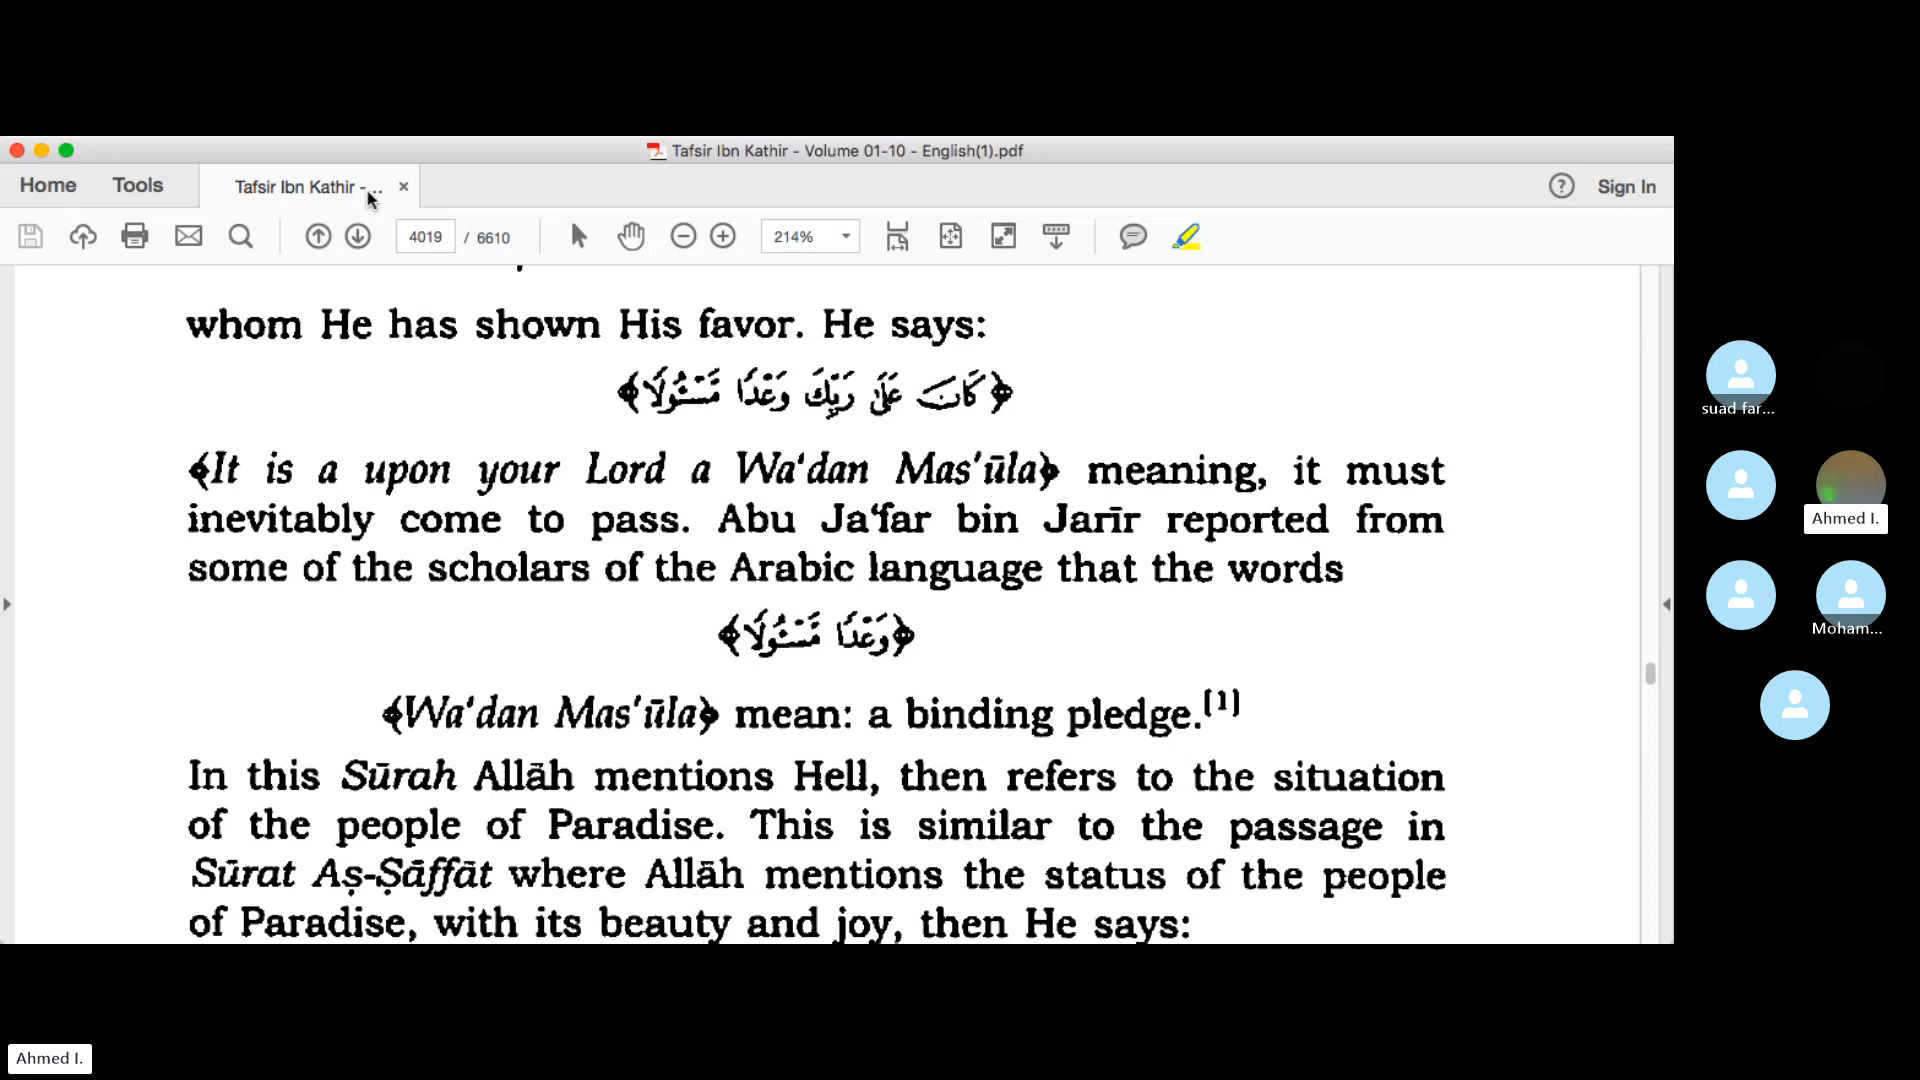 Tafsir Ibn Kathir - Volume 01-10 - English(1).pdf
Home Tools Tafsir Ibn Kathir -... Sign In
4019 / 6610 214%
whom He has shown His favor. He says:
﴿كَانَ عَلَىٰ رَبِّكَ وَعْدًا مَّسْئُولًا﴾
﴾It is a upon your Lord a Wa'dan Mas'ūla﴿ meaning, it must
inevitably come to pass. Abu Ja'far bin Jarīr reported from
some of the scholars of the Arabic language that the words
﴿وَعْدًا مَّسْئُولًا﴾
﴾Wa'dan Mas'ūla﴿ mean: a binding pledge.[1]
In this Sūrah Allāh mentions Hell, then refers to the situation
of the people of Paradise. This is similar to the passage in
Sūrat Aṣ-Ṣāffāt where Allāh mentions the status of the people
of Paradise, with its beauty and joy, then He says:
suad far...
Ahmed I.
Moham...
Ahmed I.